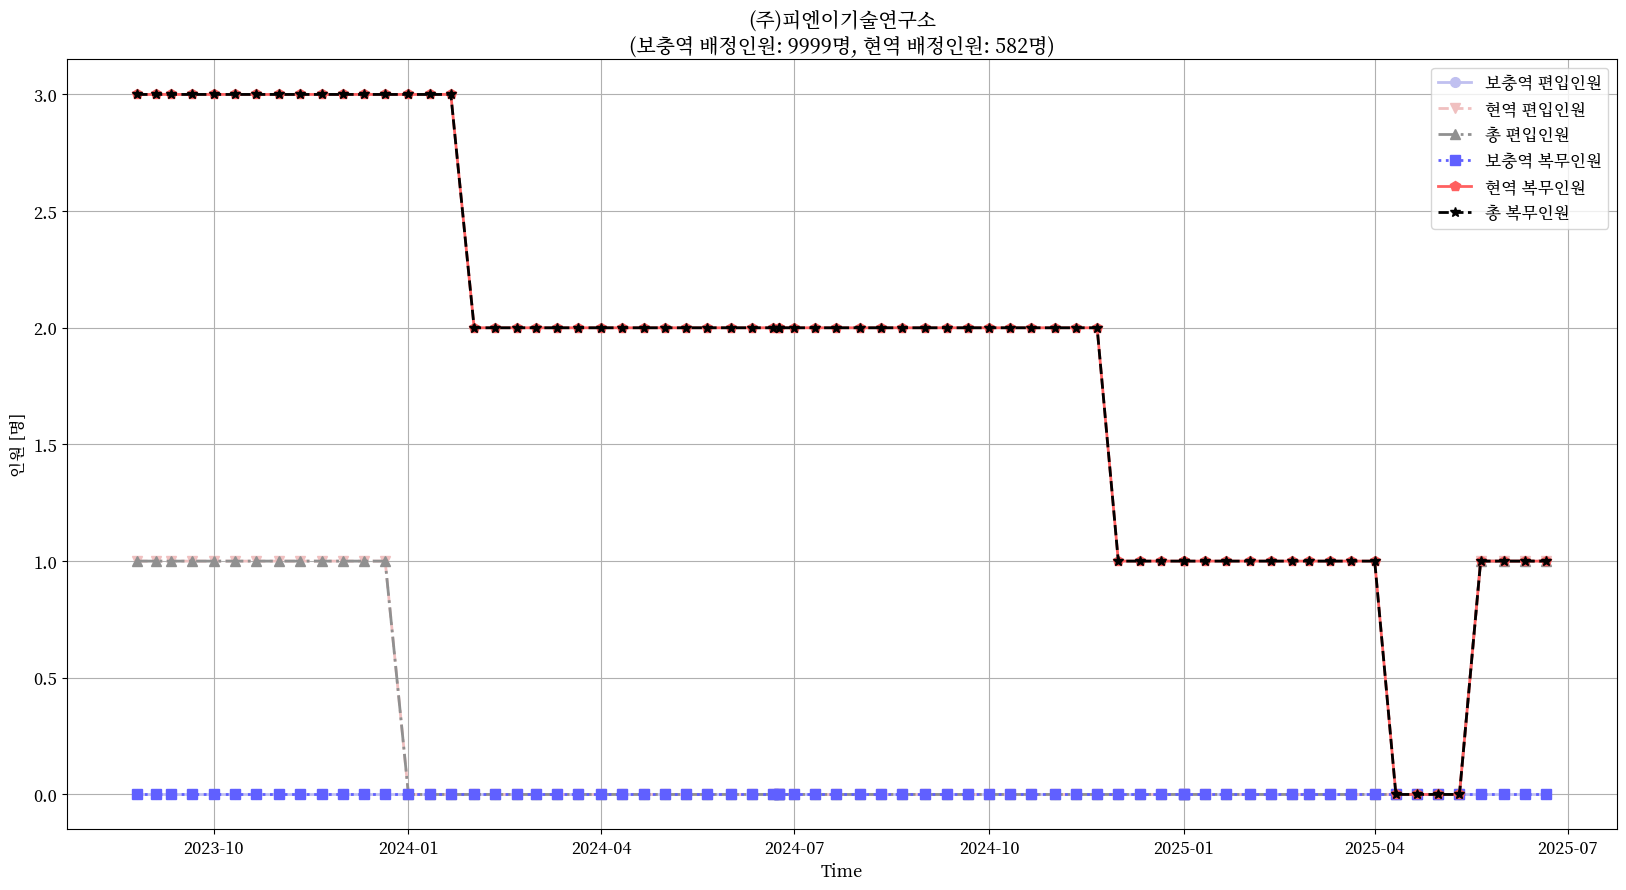 (주)피엔이기술연구소
(보충역 배정인원: 9999명, 현역 배정인원: 582명)
보충역 편입인원
현역 편입인원
총 편입인원
보충역 복무인원
현역 복무인원
총 복무인원
인원 [명]
3.0
2.5
2.0
1.5
1.0
0.5
0.0
2023-10
2024-01
2024-04
2024-07
2024-10
2025-01
2025-04
2025-07
Time